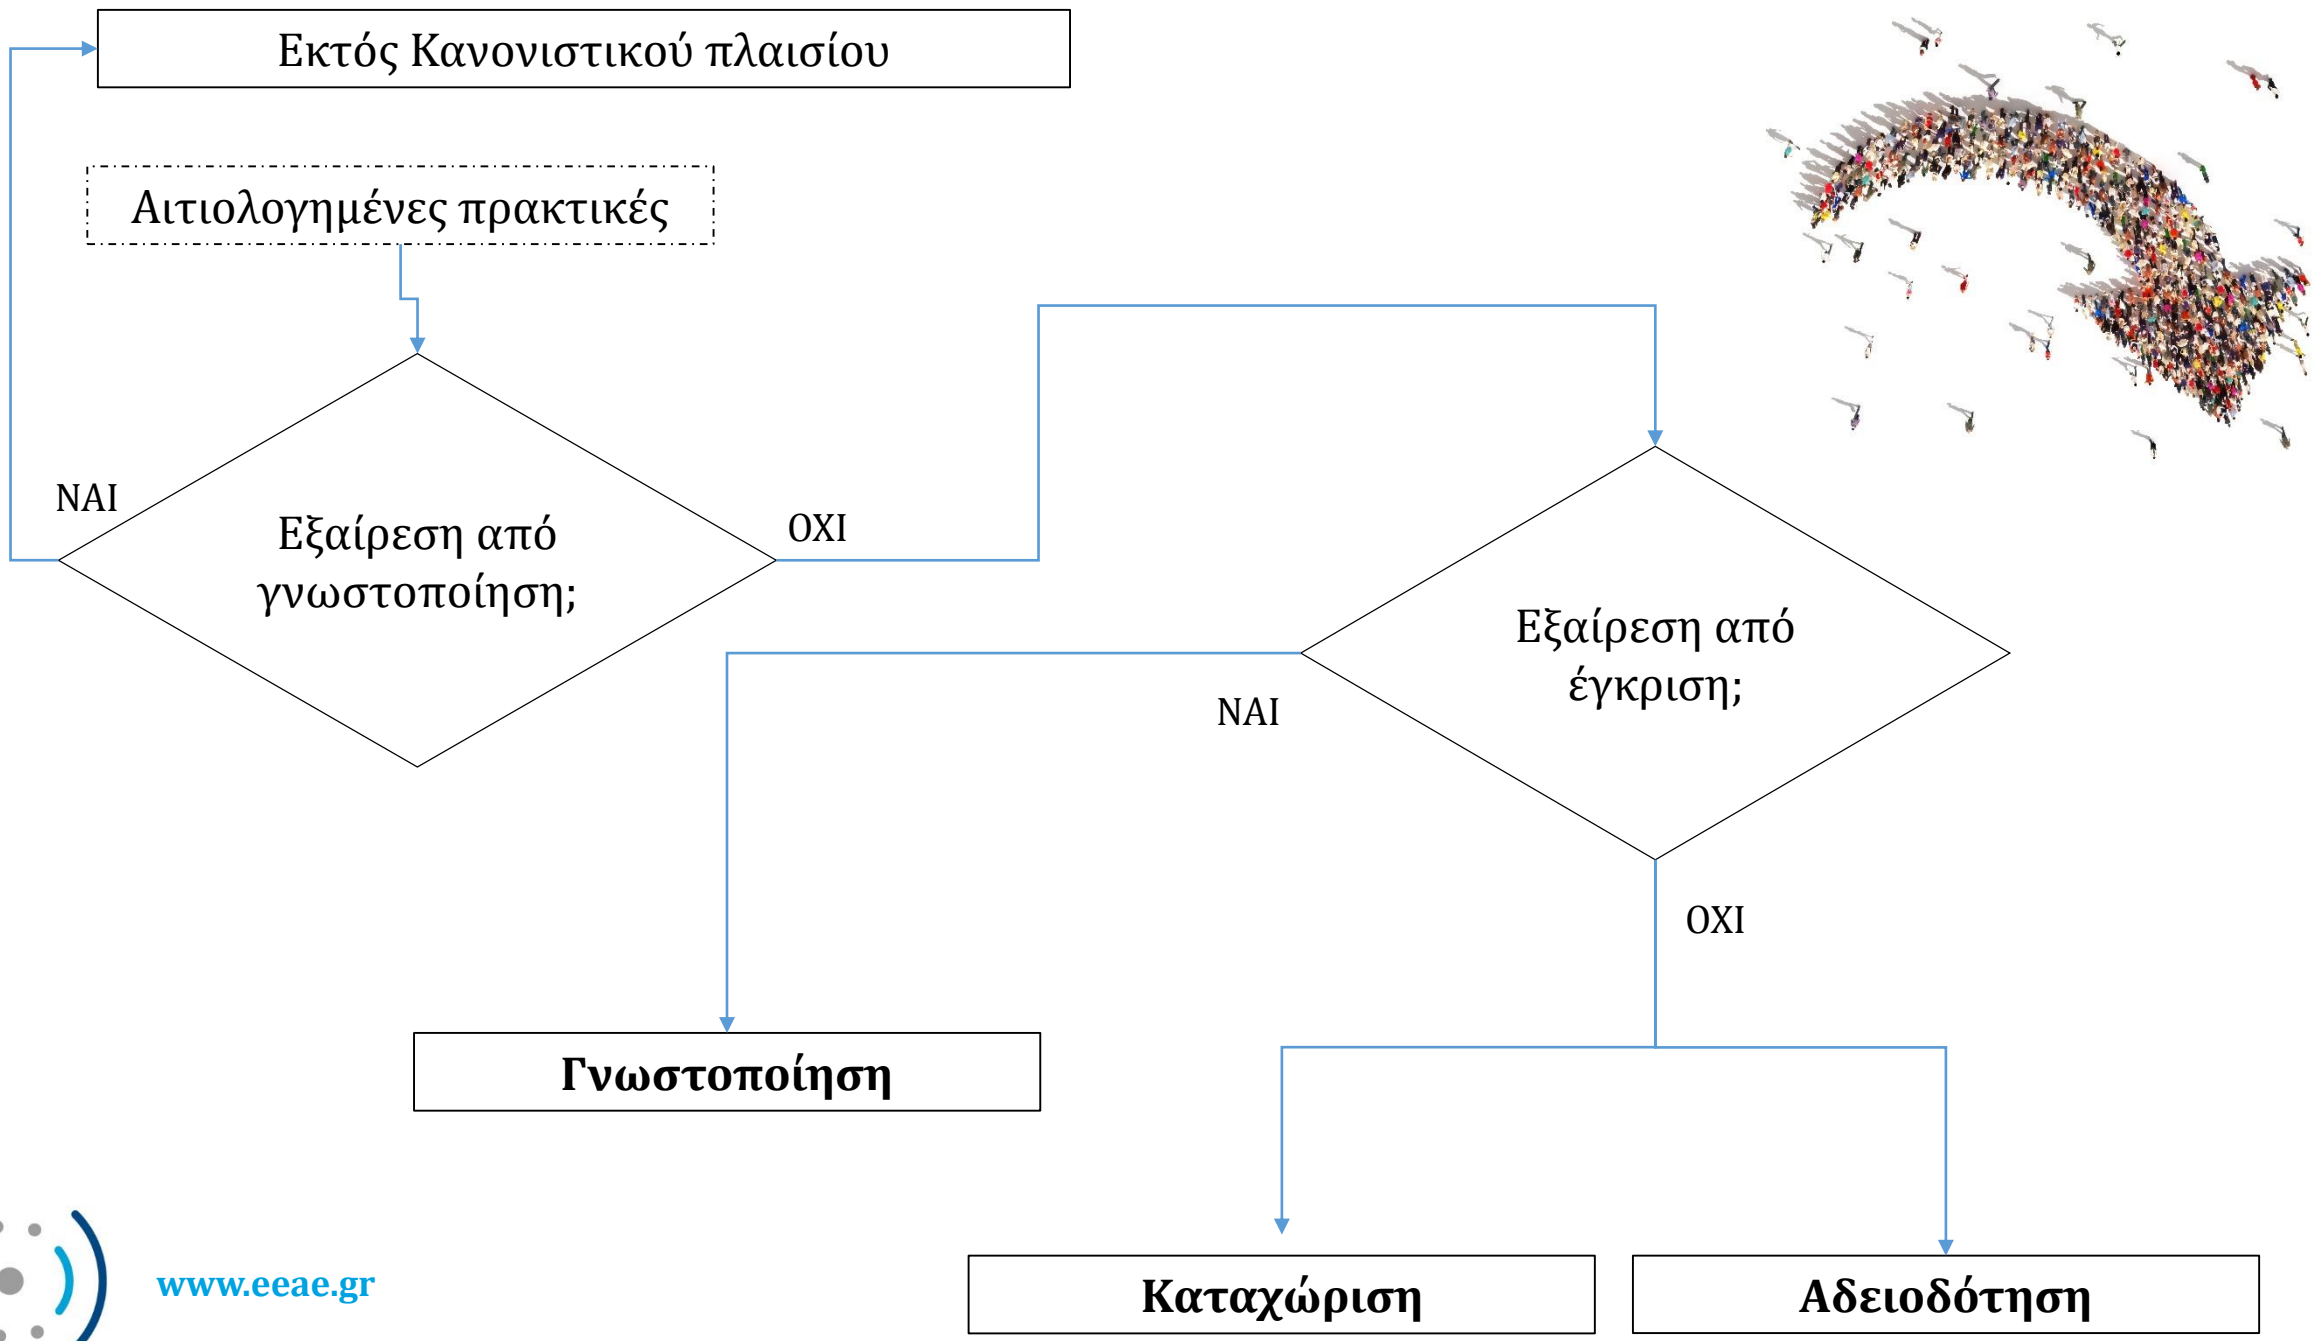 Εκτός Κανονιστικού πλαισίου
Αιτιολογημένες πρακτικές
ΝΑΙ
Εξαίρεση από
γνωστοποίηση;
ΟΧΙ
Εξαίρεση από
έγκριση;
ΝΑΙ
ΟΧΙ
Γνωστοποίηση
Καταχώριση
Αδειοδότηση
www.eeae.gr